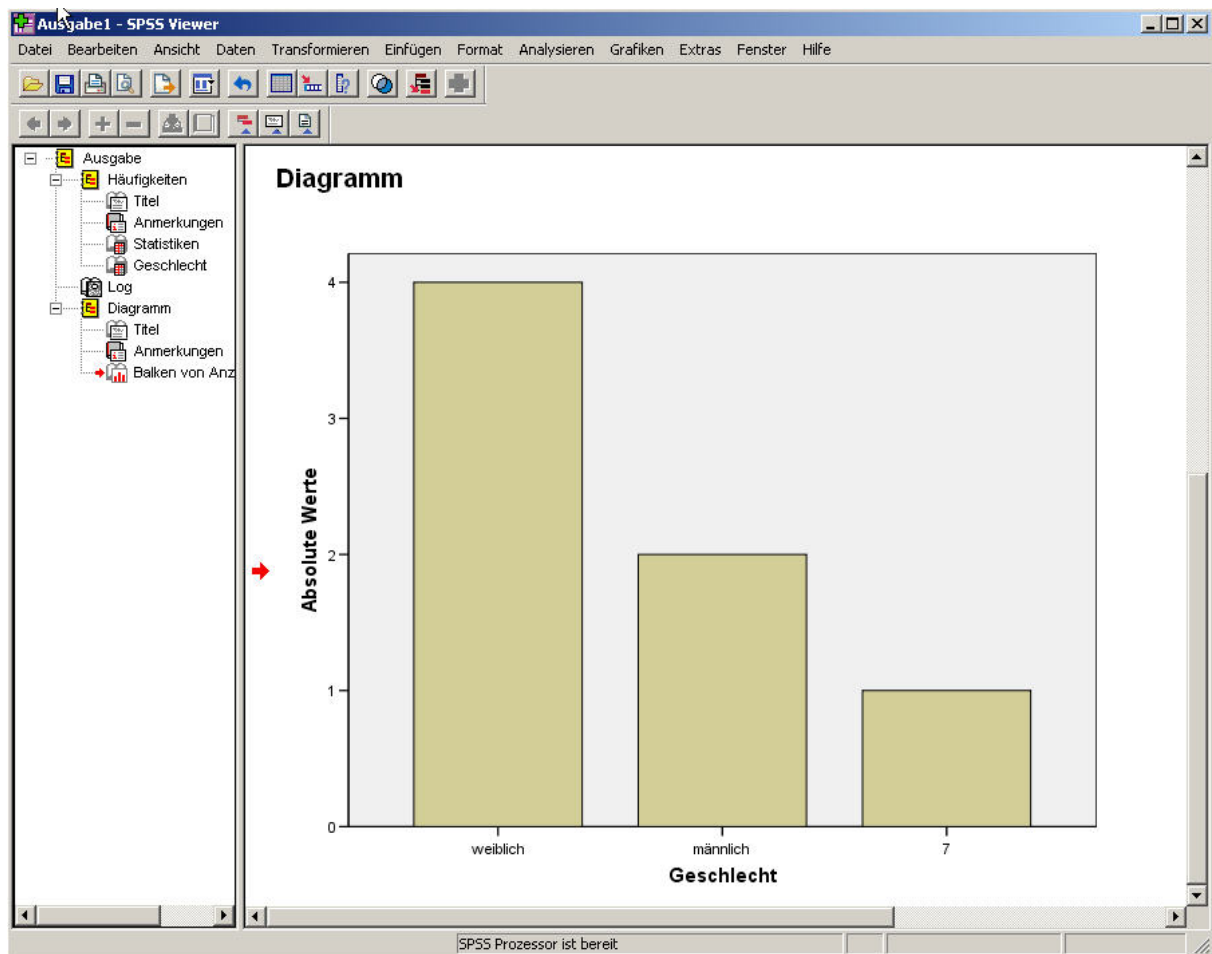 Ausgabe1 - SPSS Viewer
Datei Bearbeiten Ansicht Daten Transformieren Einfügen Format Analysieren Grafiken Extras Fenster Hilfe
Ausgabe
Häufigkeiten
Titel
Anmerkungen
Statistiken
Geschlecht
Log
Diagramm
Titel
Anmerkungen
Balken von Anz
Diagramm
4
3
2
1
0
Absolute Werte
weiblich männlich 7
Geschlecht
SPSS Prozessor ist bereit